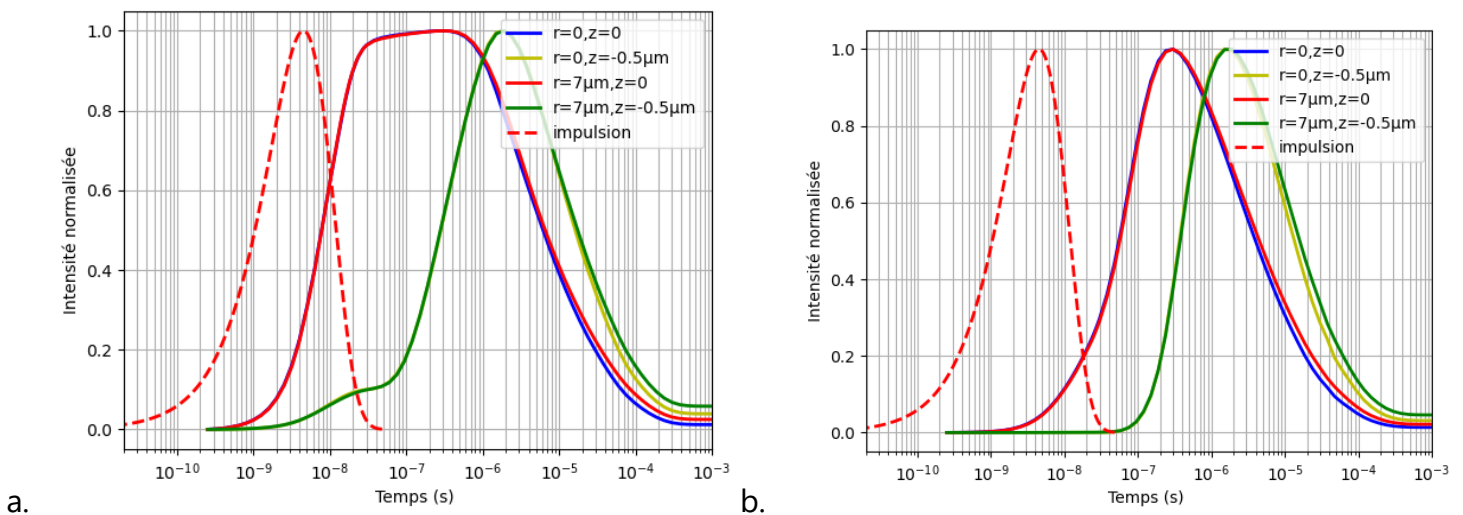 1.0
0.8
0.6
0.4
0.2
0.0
Intensité normalisée
r=0,z=0
r=0,z=-0.5μm
r=7μm,z=0
r=7μm,z=-0.5μm
impulsion
10⁻¹⁰ 10⁻⁹ 10⁻⁸ 10⁻⁷ 10⁻⁶ 10⁻⁵ 10⁻⁴ 10⁻³
Temps (s)
a.
1.0
0.8
0.6
0.4
0.2
0.0
Intensité normalisée
r=0,z=0
r=0,z=-0.5μm
r=7μm,z=0
r=7μm,z=-0.5μm
impulsion
10⁻¹⁰ 10⁻⁹ 10⁻⁸ 10⁻⁷ 10⁻⁶ 10⁻⁵ 10⁻⁴ 10⁻³
Temps (s)
b.